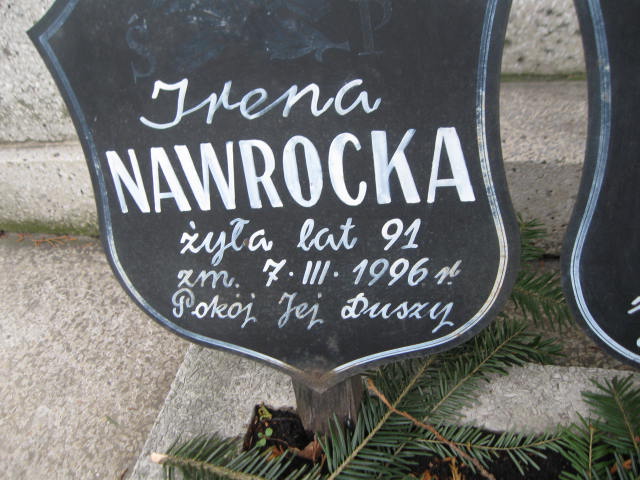 Ś P
Irena
NAWROCKA
żyła lat 91
zm. 7·III·1996 r.
Pokój Jej Duszy